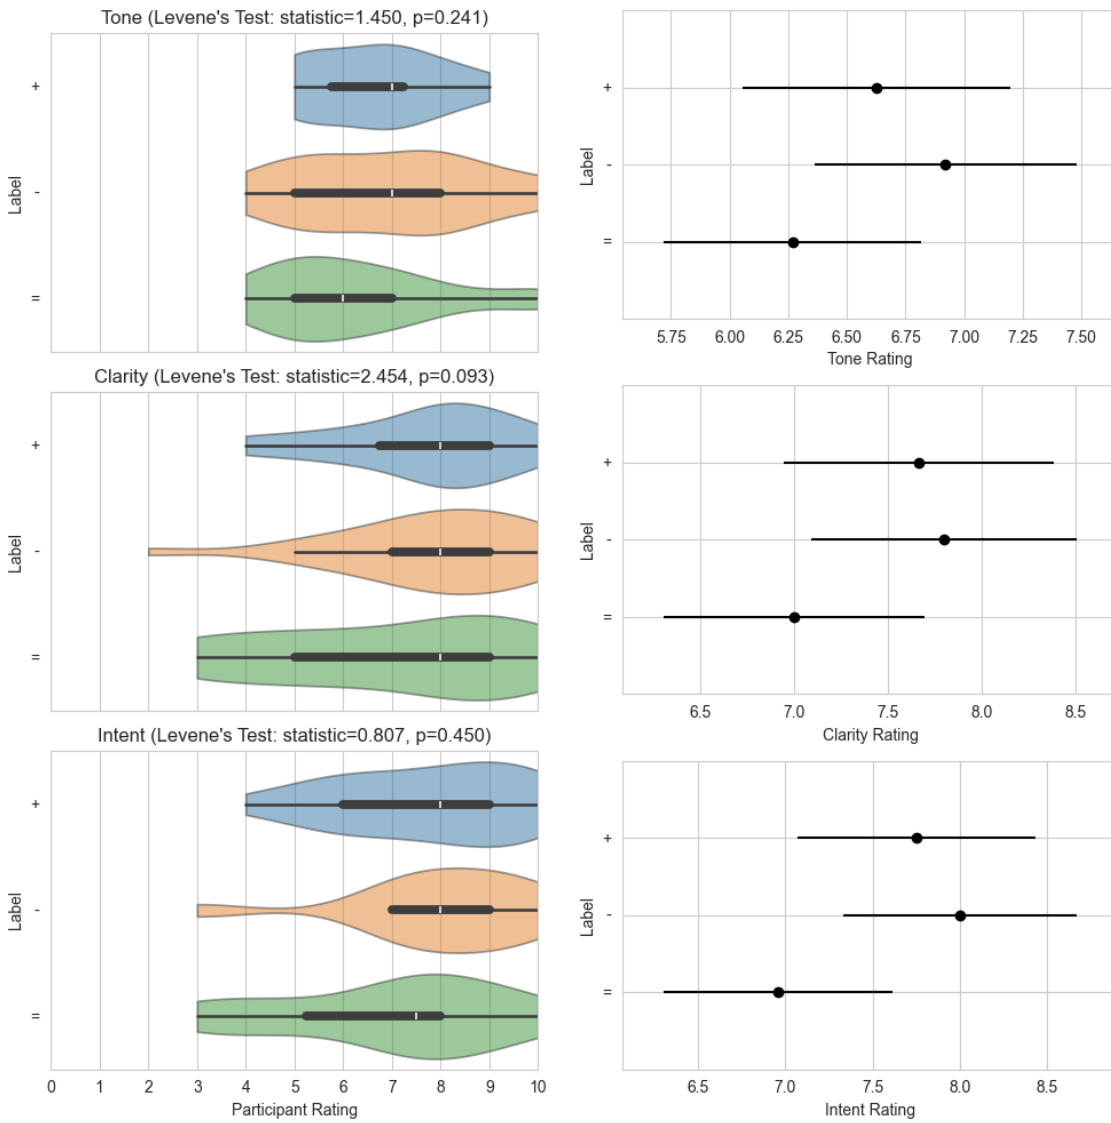 Tone (Levene's Test: statistic=1.450, p=0.241)
Label
+
-
=
Label
+
-
=
5.75 6.00 6.25 6.50 6.75 7.00 7.25 7.50
Tone Rating
Clarity (Levene's Test: statistic=2.454, p=0.093)
Label
+
-
=
Label
+
-
=
6.5 7.0 7.5 8.0 8.5
Clarity Rating
Intent (Levene's Test: statistic=0.807, p=0.450)
Label
+
-
=
0 1 2 3 4 5 6 7 8 9 10
Participant Rating
Label
+
-
=
6.5 7.0 7.5 8.0 8.5
Intent Rating